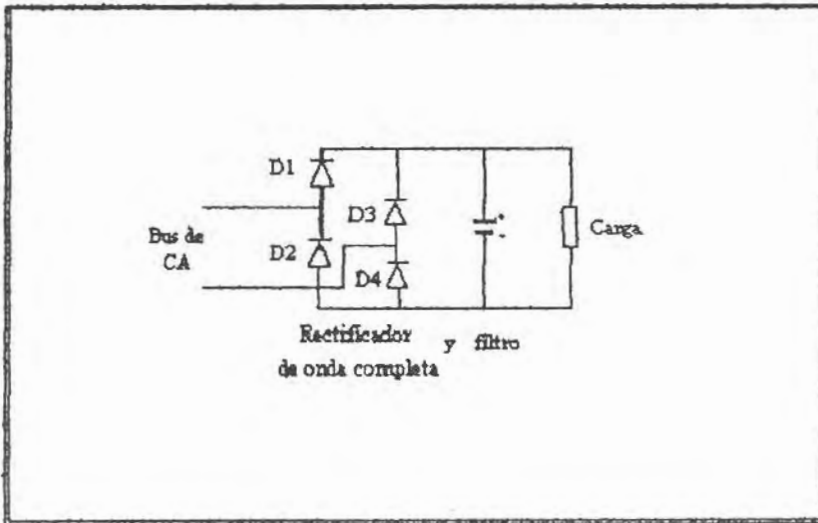 D1
D3
Bus de
CA
D2
D4
Carga
Rectificador y filtro
de onda completa